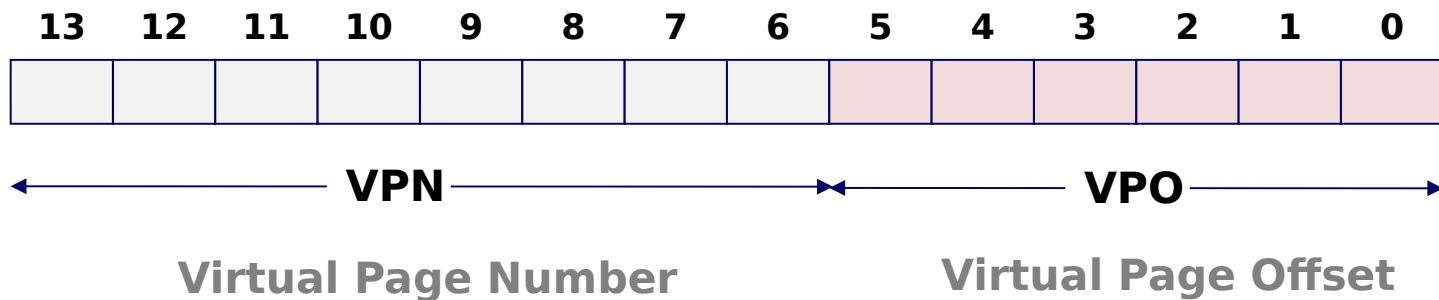 13 12 11 10 9 8 7 6 5 4 3 2 1 0
VPN VPO
Virtual Page Number Virtual Page Offset